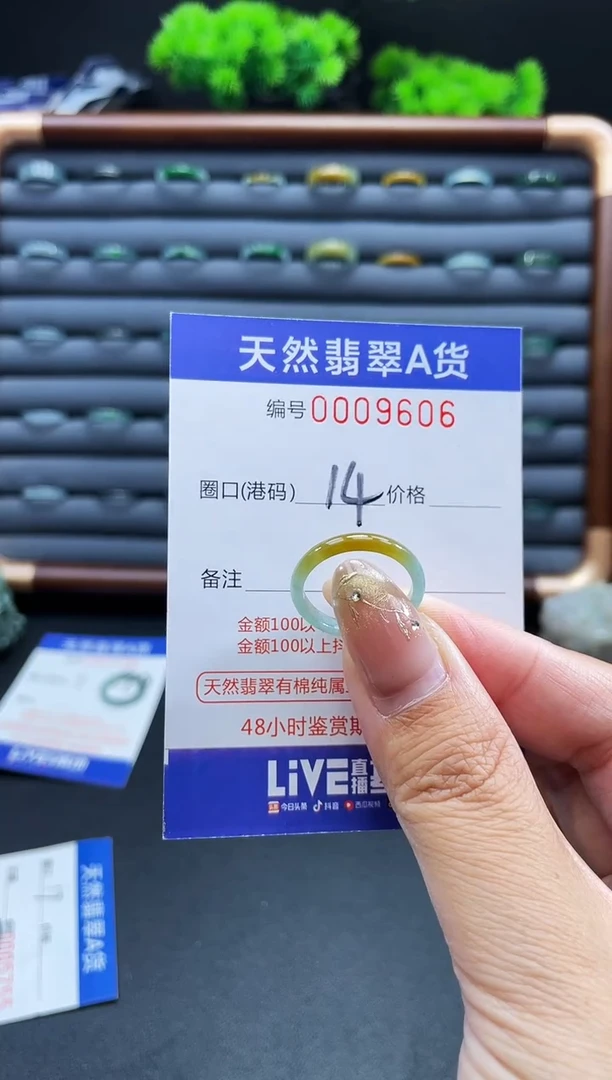 天然翡翠A货
编号0009606
圈口(港码) 14 价格
备注
金额100以
金额100以上
天然翡翠有棉纯属
48小时鉴赏期
LiVE直播
今日头条 抖音 西瓜视频
天然翡翠A货